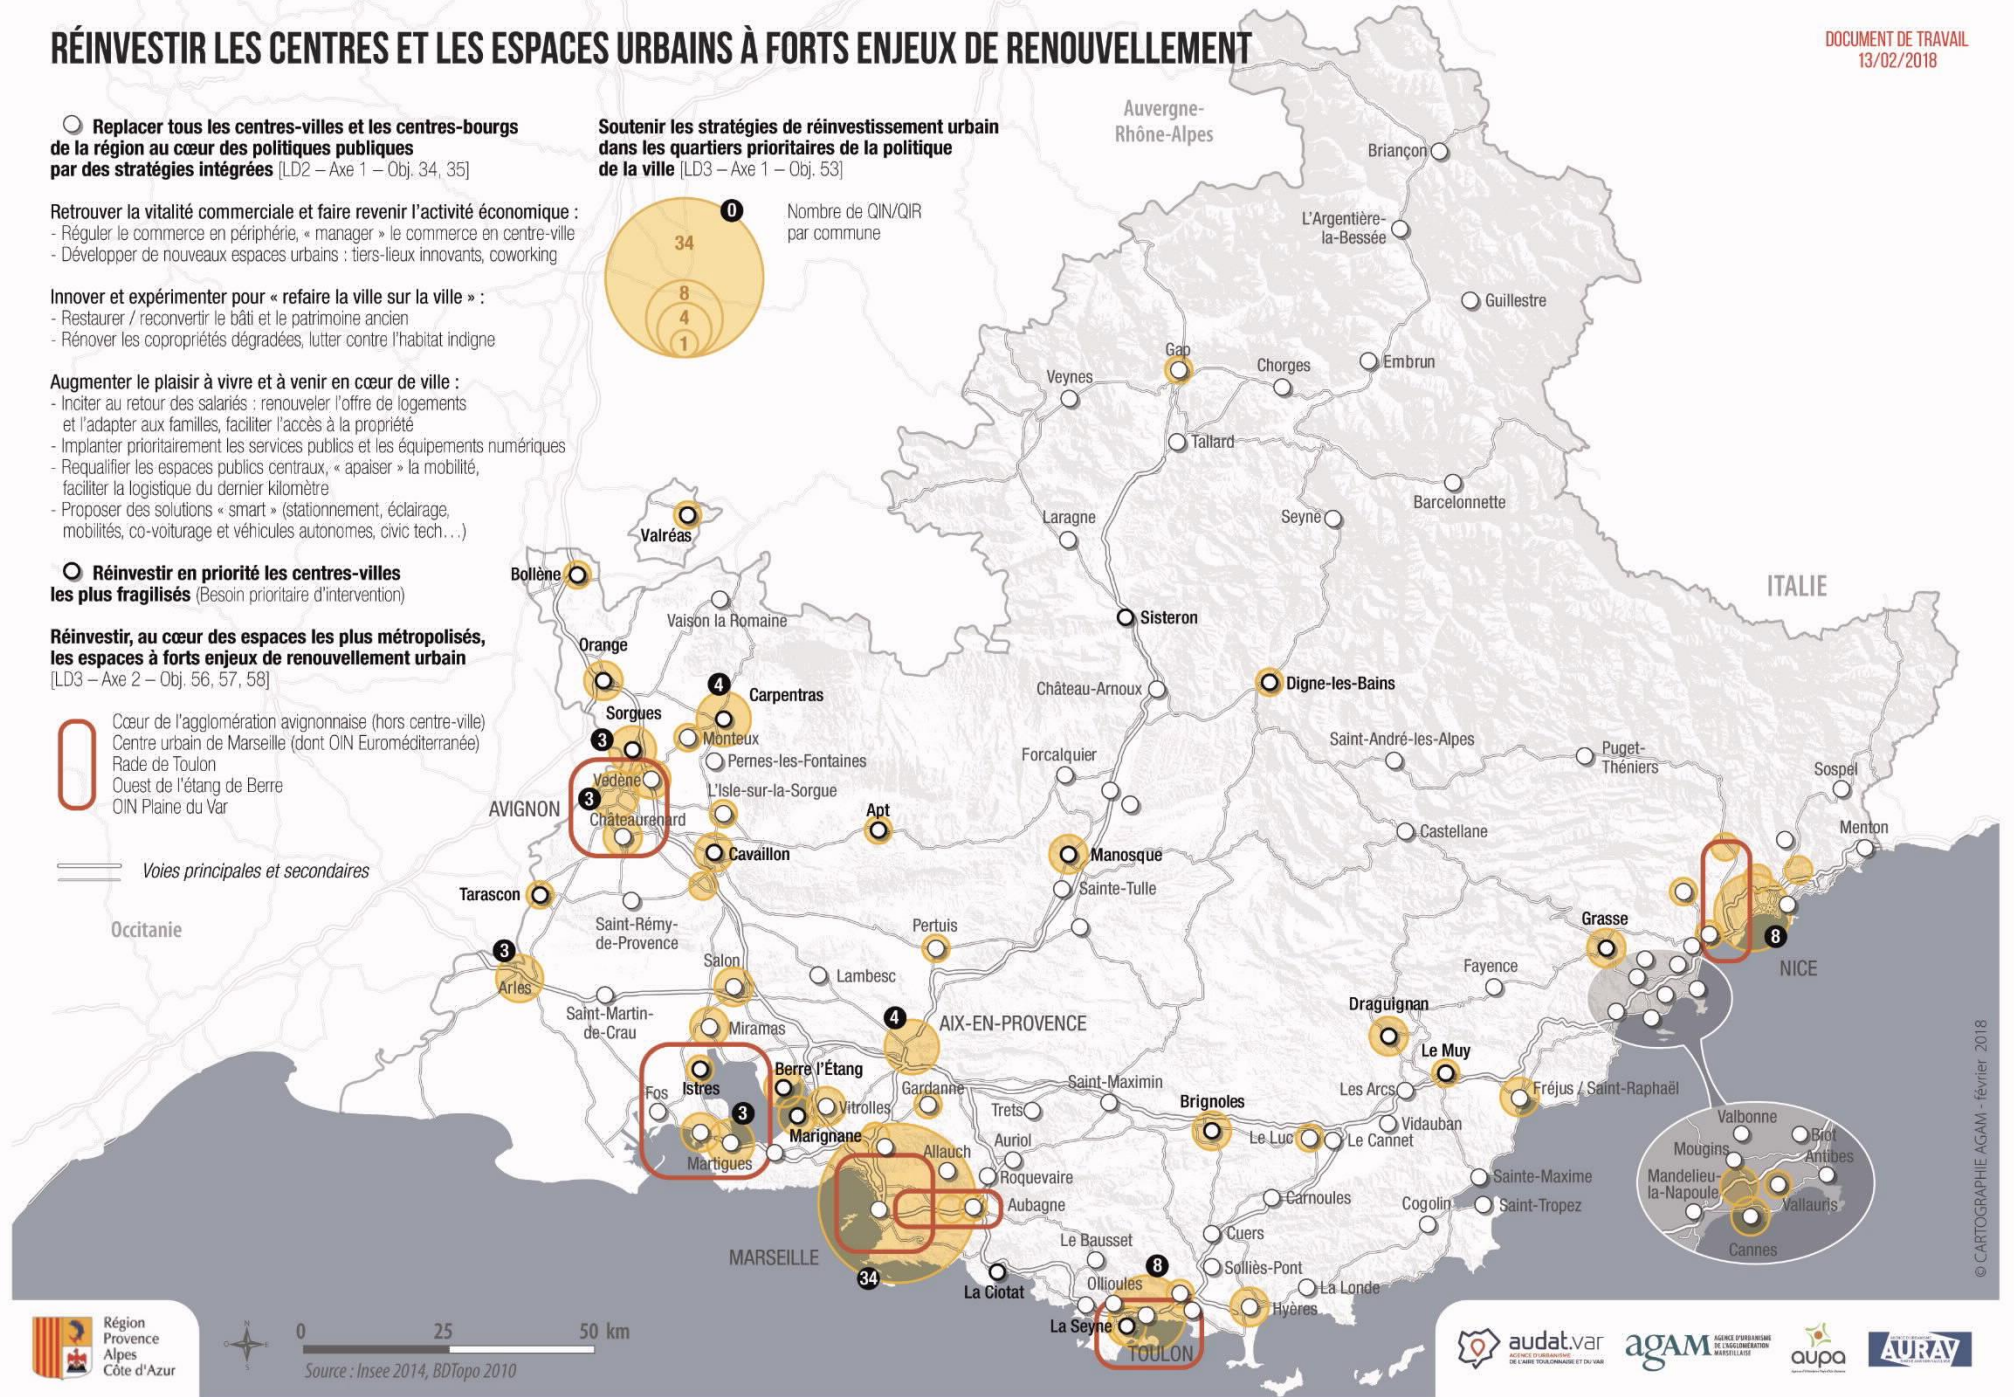 RÉINVESTIR LES CENTRES ET LES ESPACES URBAINS À FORTS ENJEUX DE RENOUVELLEMENT
DOCUMENT DE TRAVAIL
13/02/2018
Replacer tous les centres-villes et les centres-bourgs
de la région au cœur des politiques publiques
par des stratégies intégrées [LD2 – Axe 1 – Obj. 34, 35]
Retrouver la vitalité commerciale et faire revenir l'activité économique :
- Réguler le commerce en périphérie, « manager » le commerce en centre-ville
- Développer de nouveaux espaces urbains : tiers-lieux innovants, coworking
Innover et expérimenter pour « refaire la ville sur la ville » :
- Restaurer / reconvertir le bâti et le patrimoine ancien
- Rénover les copropriétés dégradées, lutter contre l'habitat indigne
Augmenter le plaisir à vivre et à venir en cœur de ville :
- Inciter au retour des salariés : renouveler l'offre de logements
et l'adapter aux familles, faciliter l'accès à la propriété
- Implanter prioritairement les services publics et les équipements numériques
- Requalifier les espaces publics centraux, « apaiser » la mobilité,
faciliter la logistique du dernier kilomètre
- Proposer des solutions « smart » (stationnement, éclairage,
mobilités, co-voiturage et véhicules autonomes, civic tech…)
Réinvestir en priorité les centres-villes
les plus fragilisés (Besoin prioritaire d'intervention)
Réinvestir, au cœur des espaces les plus métropolisés,
les espaces à forts enjeux de renouvellement urbain
[LD3 – Axe 2 – Obj. 56, 57, 58]
Cœur de l'agglomération avignonnaise (hors centre-ville)
Centre urbain de Marseille (dont OIN Euroméditerranée)
Rade de Toulon
Ouest de l'étang de Berre
OIN Plaine du Var
Voies principales et secondaires
Soutenir les stratégies de réinvestissement urbain
dans les quartiers prioritaires de la politique
de la ville [LD3 – Axe 1 – Obj. 53]
0
34
8
4
1
Nombre de QIN/QIR
par commune
Auvergne-
Rhône-Alpes
Briançon
L'Argentière-
la-Bessée
Guillestre
Gap
Chorges
Embrun
Veynes
Tallard
Barcelonnette
Laragne
Seyne
Valréas
Bollène
ITALIE
Vaison la Romaine
Sisteron
Orange
4
Carpentras
Château-Arnoux
Digne-les-Bains
Sorgues
3
Monteux
Pernes-les-Fontaines
Forcalquier
Saint-André-les-Alpes
Puget-
Théniers
Sospel
Vedène
L'Isle-sur-la-Sorgue
AVIGNON
3
Châteaurenard
Apt
Castellane
Menton
Cavaillon
Manosque
Sainte-Tulle
Tarascon
Occitanie
Saint-Rémy-
de-Provence
Pertuis
Grasse
8
NICE
3
Arles
Salon
Lambesc
Fayence
Saint-Martin-
de-Crau
Miramas
4
AIX-EN-PROVENCE
Draguignan
Le Muy
Berre l'Étang
Istres
Fos
Gardanne
Saint-Maximin
Les Arcs
Fréjus / Saint-Raphaël
3
Vitrolles
Trets
Brignoles
Vidauban
Marignane
Martigues
Allauch
Auriol
Le Luc
Le Cannet
Valbonne
Biot
Mougins
Antibes
Mandelieu-
la-Napoule
Vallauris
Cannes
Roquevaire
Sainte-Maxime
Aubagne
Carnoules
Cogolin
Saint-Tropez
MARSEILLE
34
Le Bausset
Cuers
8
Solliès-Pont
La Ciotat
Ollioules
La Londe
Hyères
La Seyne
TOULON
© CARTOGRAPHIE AGAM - février 2018
Région
Provence
Alpes
Côte d'Azur
N
0 25 50 km
Source : Insee 2014, BDTopo 2010
audat.var
AGENCE D'URBANISME
DE L'AIRE TOULONNAISE ET DU VAR
agAM
AGENCE D'URBANISME
DE L'AGGLOMÉRATION
MARSEILLAISE
aupa
AURAV